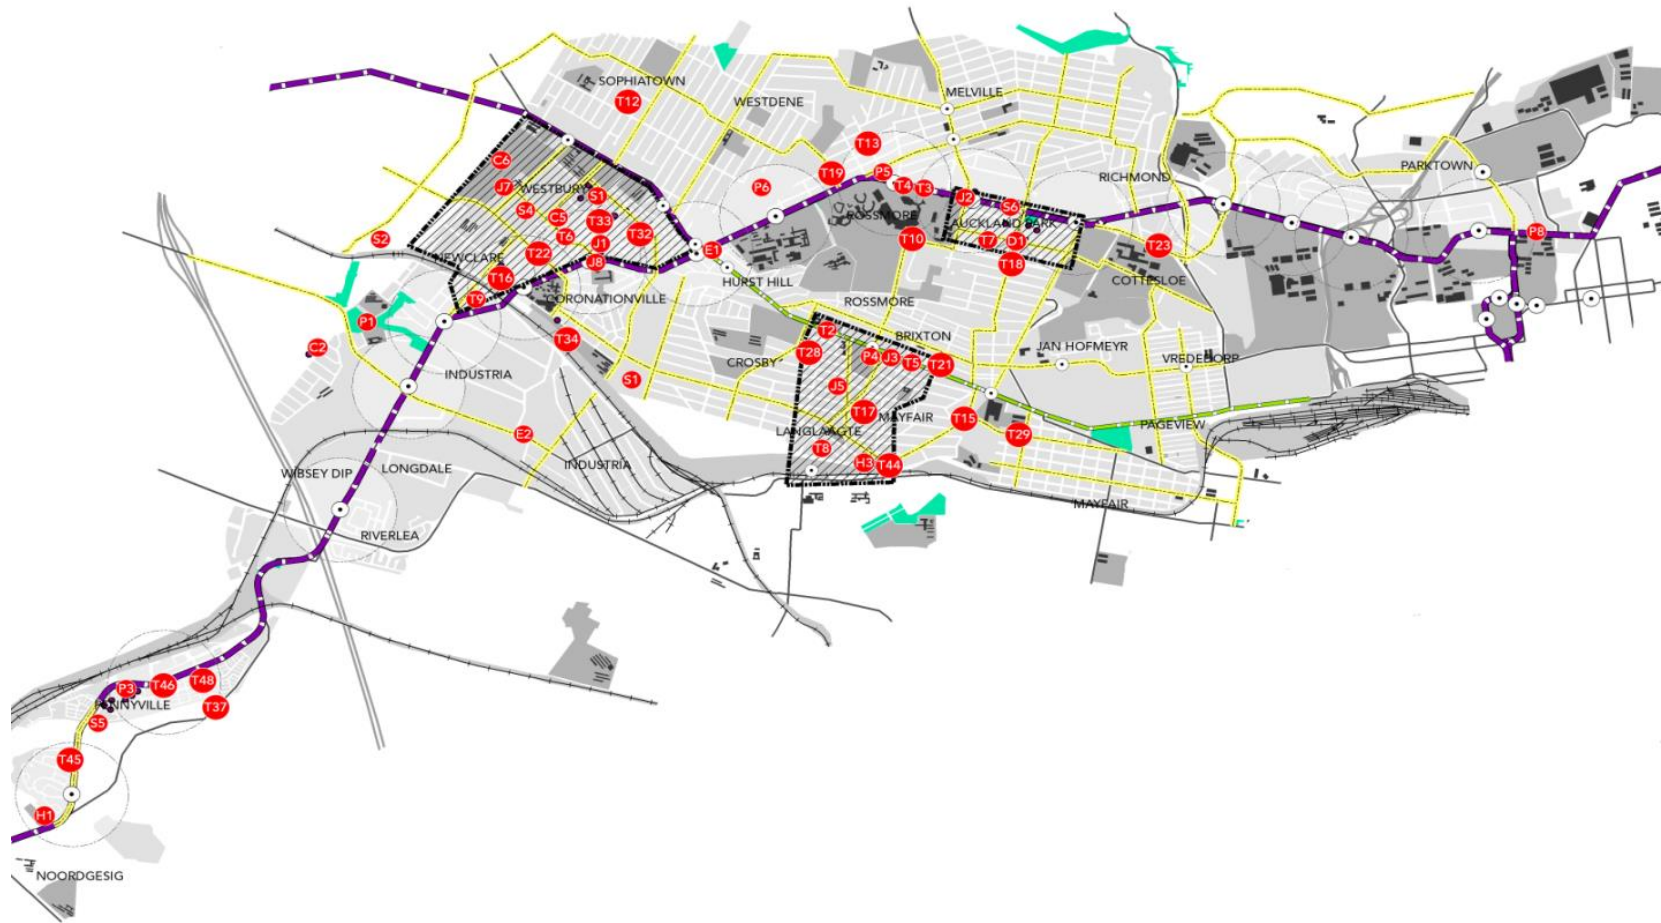 SOPHIATOWN
MELVILLE
T12
WESTDENE
T13
C6
PARKTOWN
T19
P5
RICHMOND
J7
WESTBURY
P6
T4
T3
S1
J2
S4
C5
S6
T33
ROSSMORE
AUCKLAND PARK
T6
T32
P8
S2
J1
T10
T7
D1
T23
T22
E1
NEWCLARE
J8
T18
T16
HURST HILL
COTTESLOE
T9
CORONATIONVILLE
ROSSMORE
P1
T2
C2
T34
BRIXTON
JAN HOFMEYR
T28
P4
J3
T5
CROSBY
T21
VREDEDORP
INDUSTRIA
S1
J5
T17
MAYFAIR
T15
PAGEVIEW
E2
LANGLAAGTE
T29
T8
WIBSEY DIP
LONGDALE
INDUSTRIA
H3
T44
MAYFAIR
RIVERLEA
P3
T46
T48
PENNYVILLE
T37
S5
T45
H1
NOORDGESIG